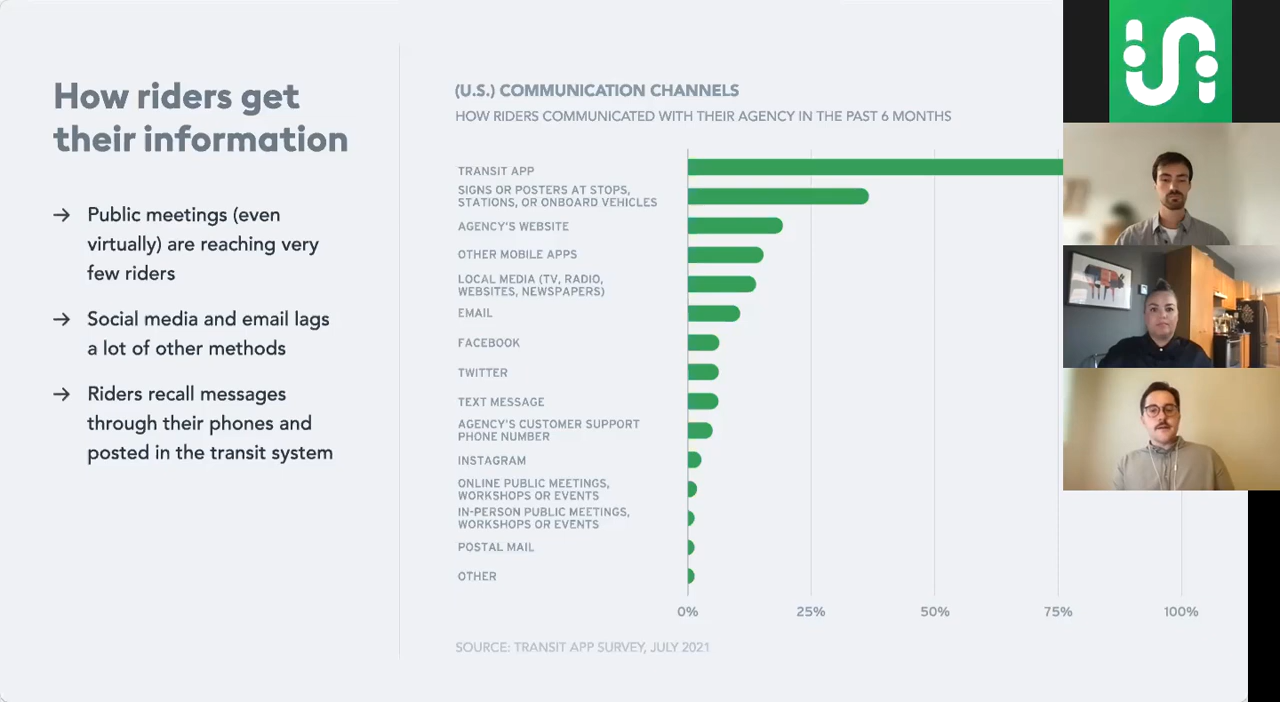 How riders get
their information
→ Public meetings (even
virtually) are reaching very
few riders
→ Social media and email lags
a lot of other methods
→ Riders recall messages
through their phones and
posted in the transit system
(U.S.) COMMUNICATION CHANNELS
HOW RIDERS COMMUNICATED WITH THEIR AGENCY IN THE PAST 6 MONTHS
TRANSIT APP
SIGNS OR POSTERS AT STOPS,
STATIONS, OR ONBOARD VEHICLES
AGENCY'S WEBSITE
OTHER MOBILE APPS
LOCAL MEDIA (TV, RADIO,
WEBSITES, NEWSPAPERS)
EMAIL
FACEBOOK
TWITTER
TEXT MESSAGE
AGENCY'S CUSTOMER SUPPORT
PHONE NUMBER
INSTAGRAM
ONLINE PUBLIC MEETINGS,
WORKSHOPS OR EVENTS
IN-PERSON PUBLIC MEETINGS,
WORKSHOPS OR EVENTS
POSTAL MAIL
OTHER
0% 25% 50% 75% 100%
SOURCE: TRANSIT APP SURVEY, JULY 2021